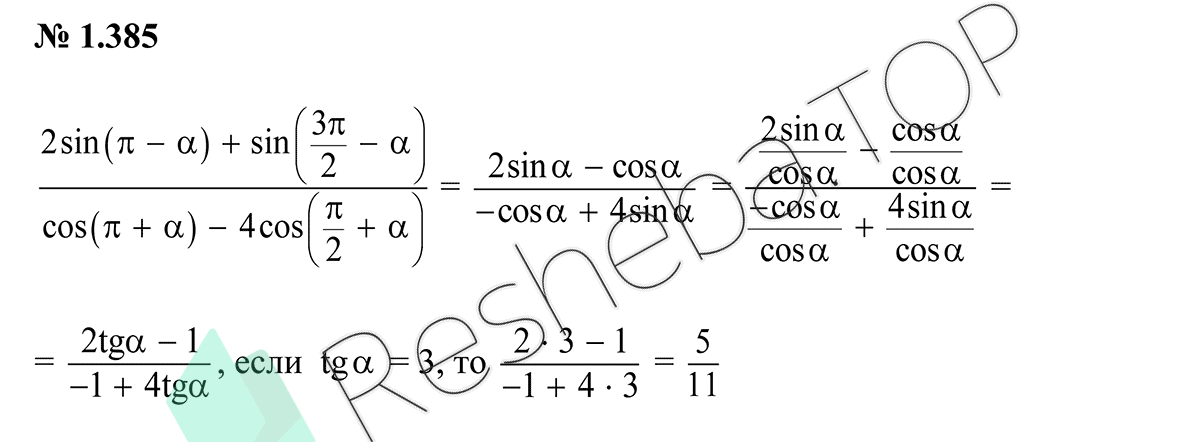 № 1.385
(2sin(π − α) + sin(3π/2 − α))/(cos(π + α) − 4cos(π/2 + α)) = (2sinα − cosα)/(−cosα + 4sinα) = (2sinα/cosα − cosα/cosα)/(−cosα/cosα + 4sinα/cosα) =
= (2tgα − 1)/(−1 + 4tgα), если tgα = 3, то (2 · 3 − 1)/(−1 + 4 · 3) = 5/11
ReshebaTOP